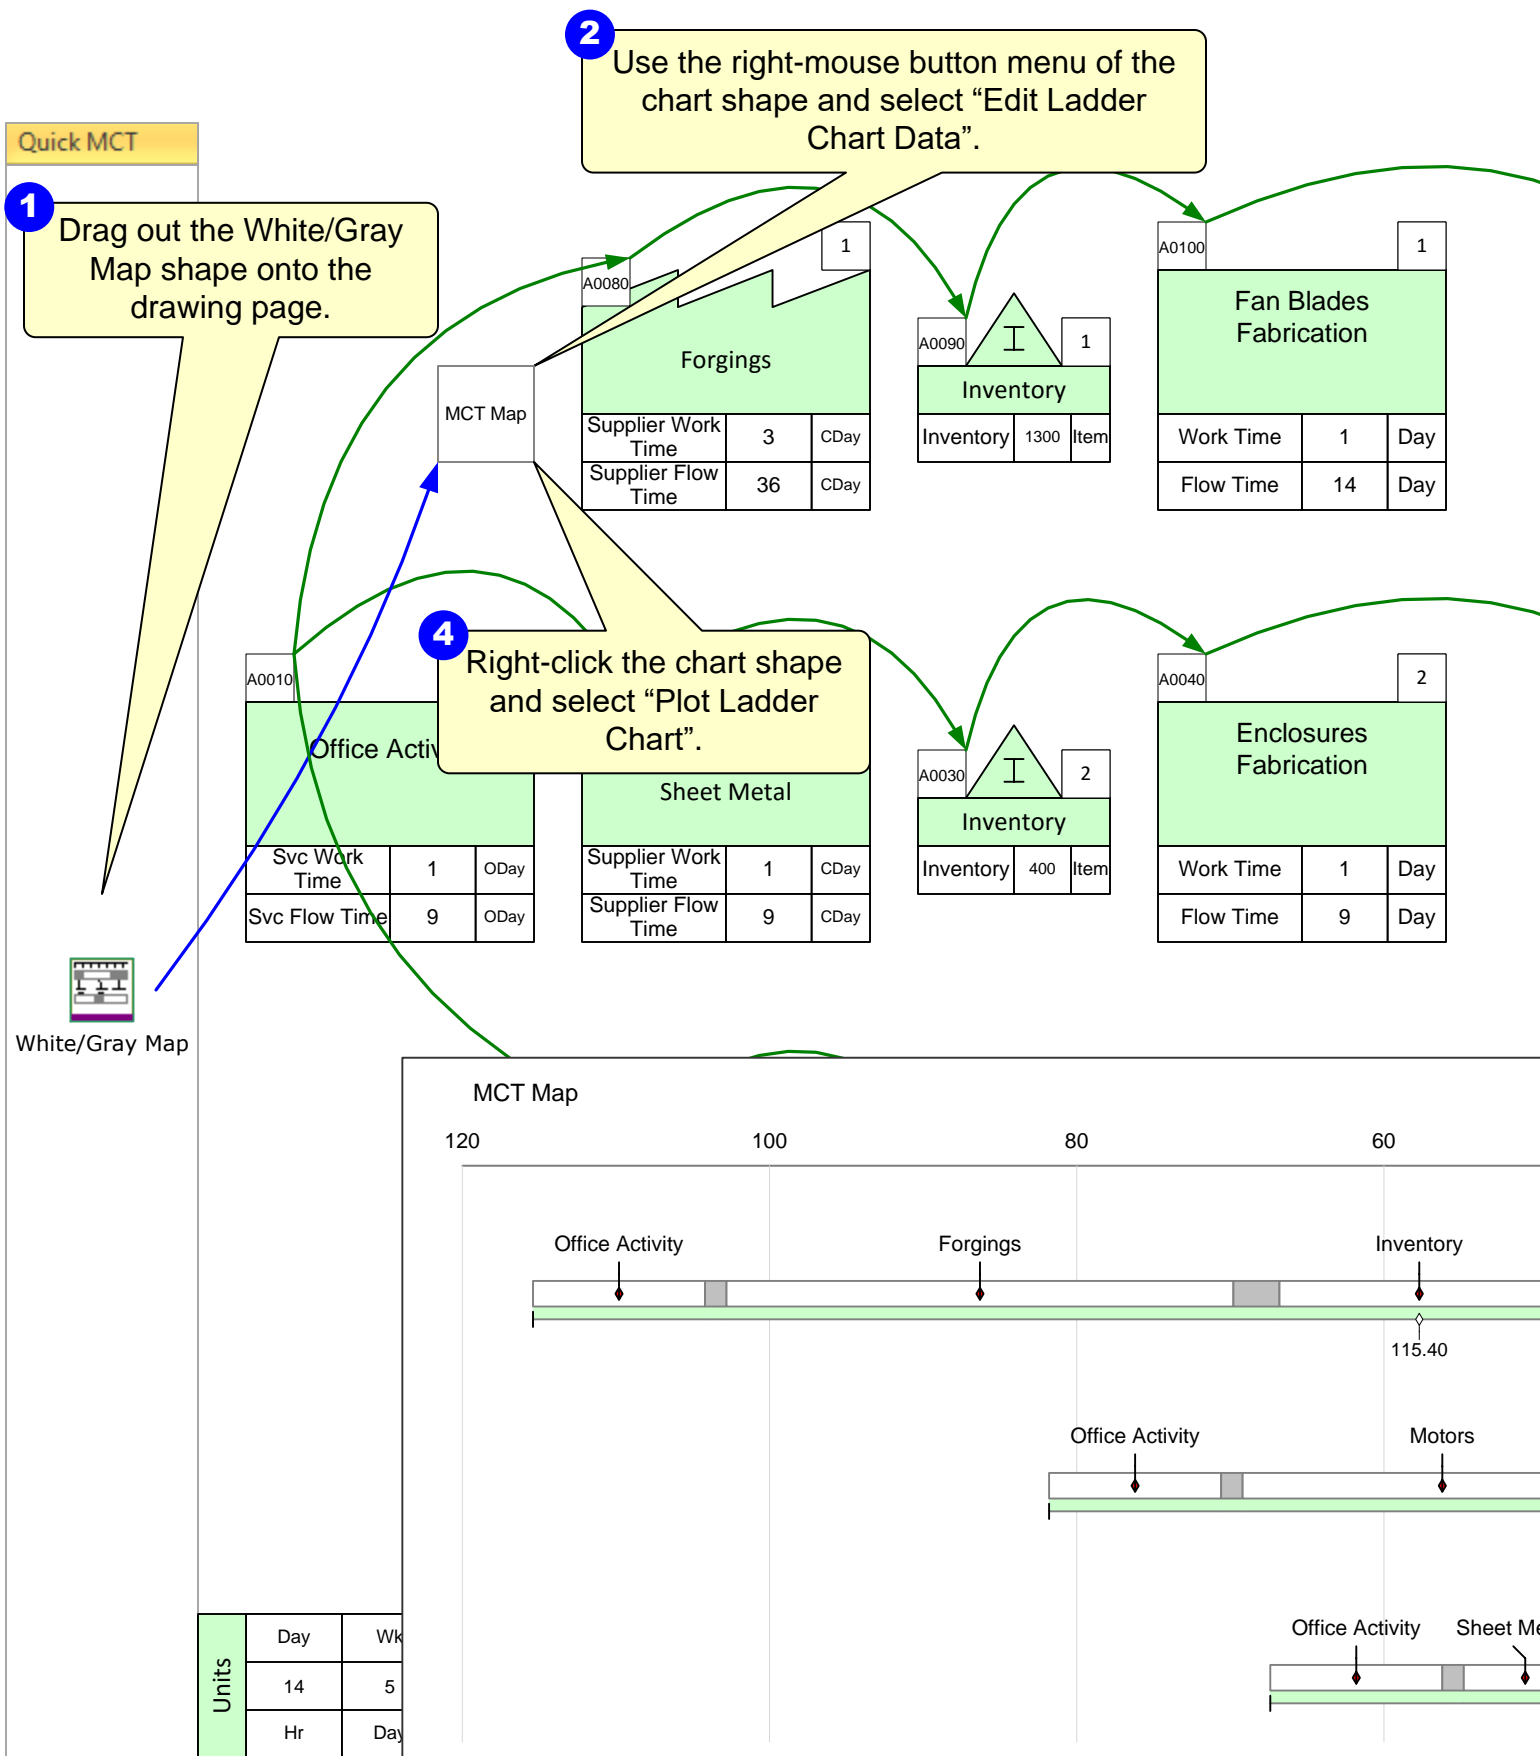 2
Use the right-mouse button menu of the
chart shape and select “Edit Ladder
Chart Data”.
Quick MCT
1
Drag out the White/Gray
Map shape onto the
drawing page.
A0080
1
Forgings
Supplier Work
Time
3
CDay
Supplier Flow
Time
36
CDay
A0090
I
1
Inventory
Inventory
1300
Item
A0100
1
Fan Blades
Fabrication
Work Time
1
Day
Flow Time
14
Day
MCT Map
4
Right-click the chart shape
and select “Plot Ladder
Chart”.
A0010
Office Activ
Svc Work
Time
1
ODay
Svc Flow Time
9
ODay
Sheet Metal
Supplier Work
Time
1
CDay
Supplier Flow
Time
9
CDay
A0030
I
2
Inventory
Inventory
400
Item
A0040
2
Enclosures
Fabrication
Work Time
1
Day
Flow Time
9
Day
White/Gray Map
MCT Map
120
100
80
60
Office Activity
Forgings
Inventory
115.40
Office Activity
Motors
Office Activity
Sheet Me
Units
Day
Wk
14
5
Hr
Day